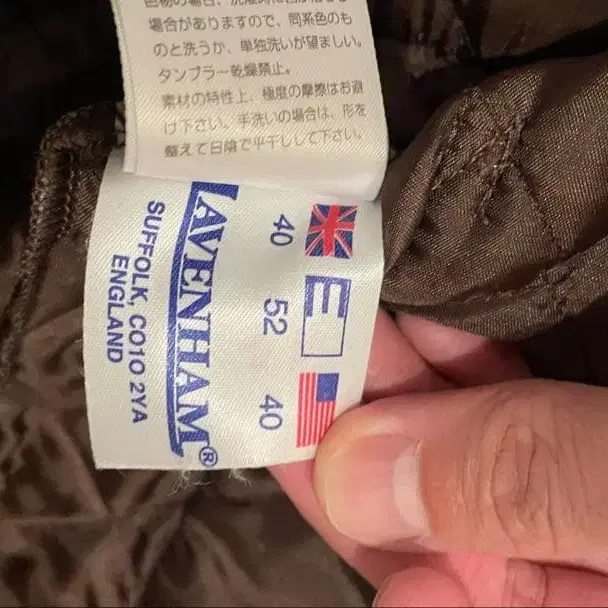 場合がありますので、同系色のも
のと洗うか、単独洗いが望ましい。
タンブラー乾燥禁止。
素材の特性上、極度の摩擦はお避
け下さい。手洗いの場合は、形を
整えて日陰で平干しして下さい。
40 E 52 40
LAVENHAM®
SUFFOLK, CO10 2YA
ENGLAND